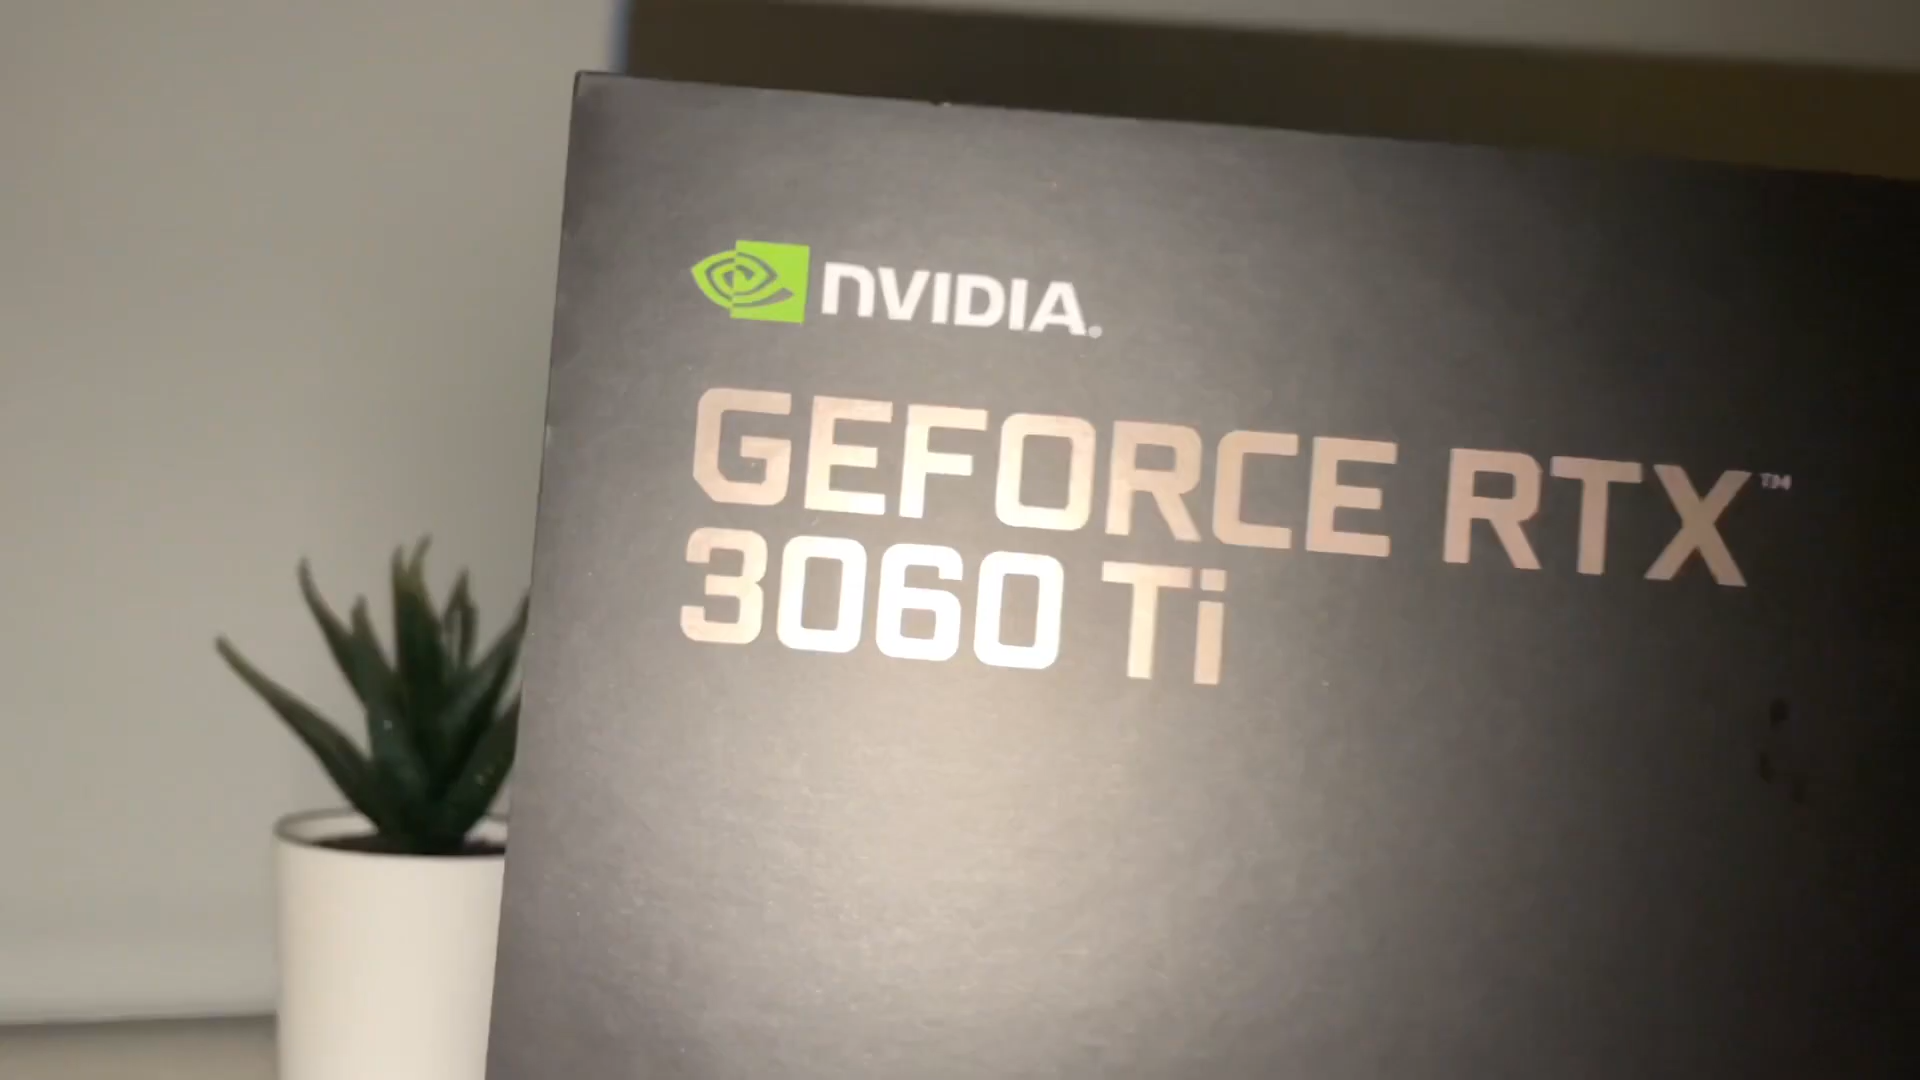 nVIDIA.
GEFORCE RTX™
3060 Ti